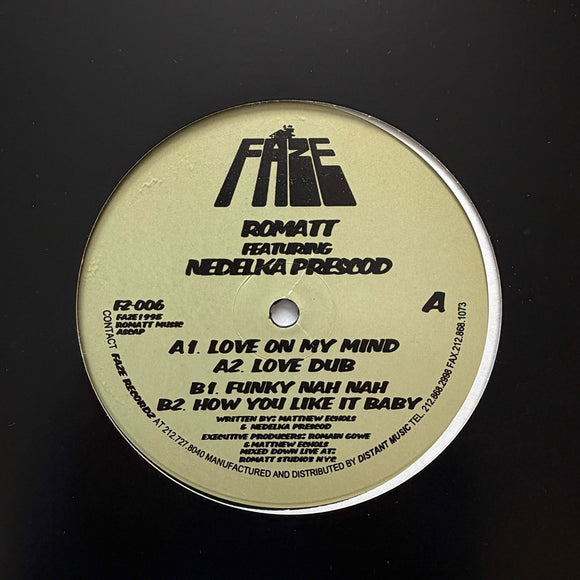 FAZE
ROMATT
FEATURING
NEDELKA PRESCOD
FZ-006
FAZE1995
ROMATT MUSIC
ASCAP
A
A1. LOVE ON MY MIND
A2. LOVE DUB
B1. FUNKY NAH NAH
B2. HOW YOU LIKE IT BABY
WRITTEN BY: MATTHEW ECHOLS
& NEDELKA PRESCOD
EXECUTIVE PRODUCERS: ROMAIN GOWE
& MATTHEW ECHOLS
MIXED DOWN LIVE AT:
ROMATT STUDIO'S NYC
CONTACT FAZE RECORDS AT 212.727.8040 MANUFACTURED AND DISTRIBUTED BY DISTANT MUSIC TEL. 212.868.2998 FAX.212.868.1073